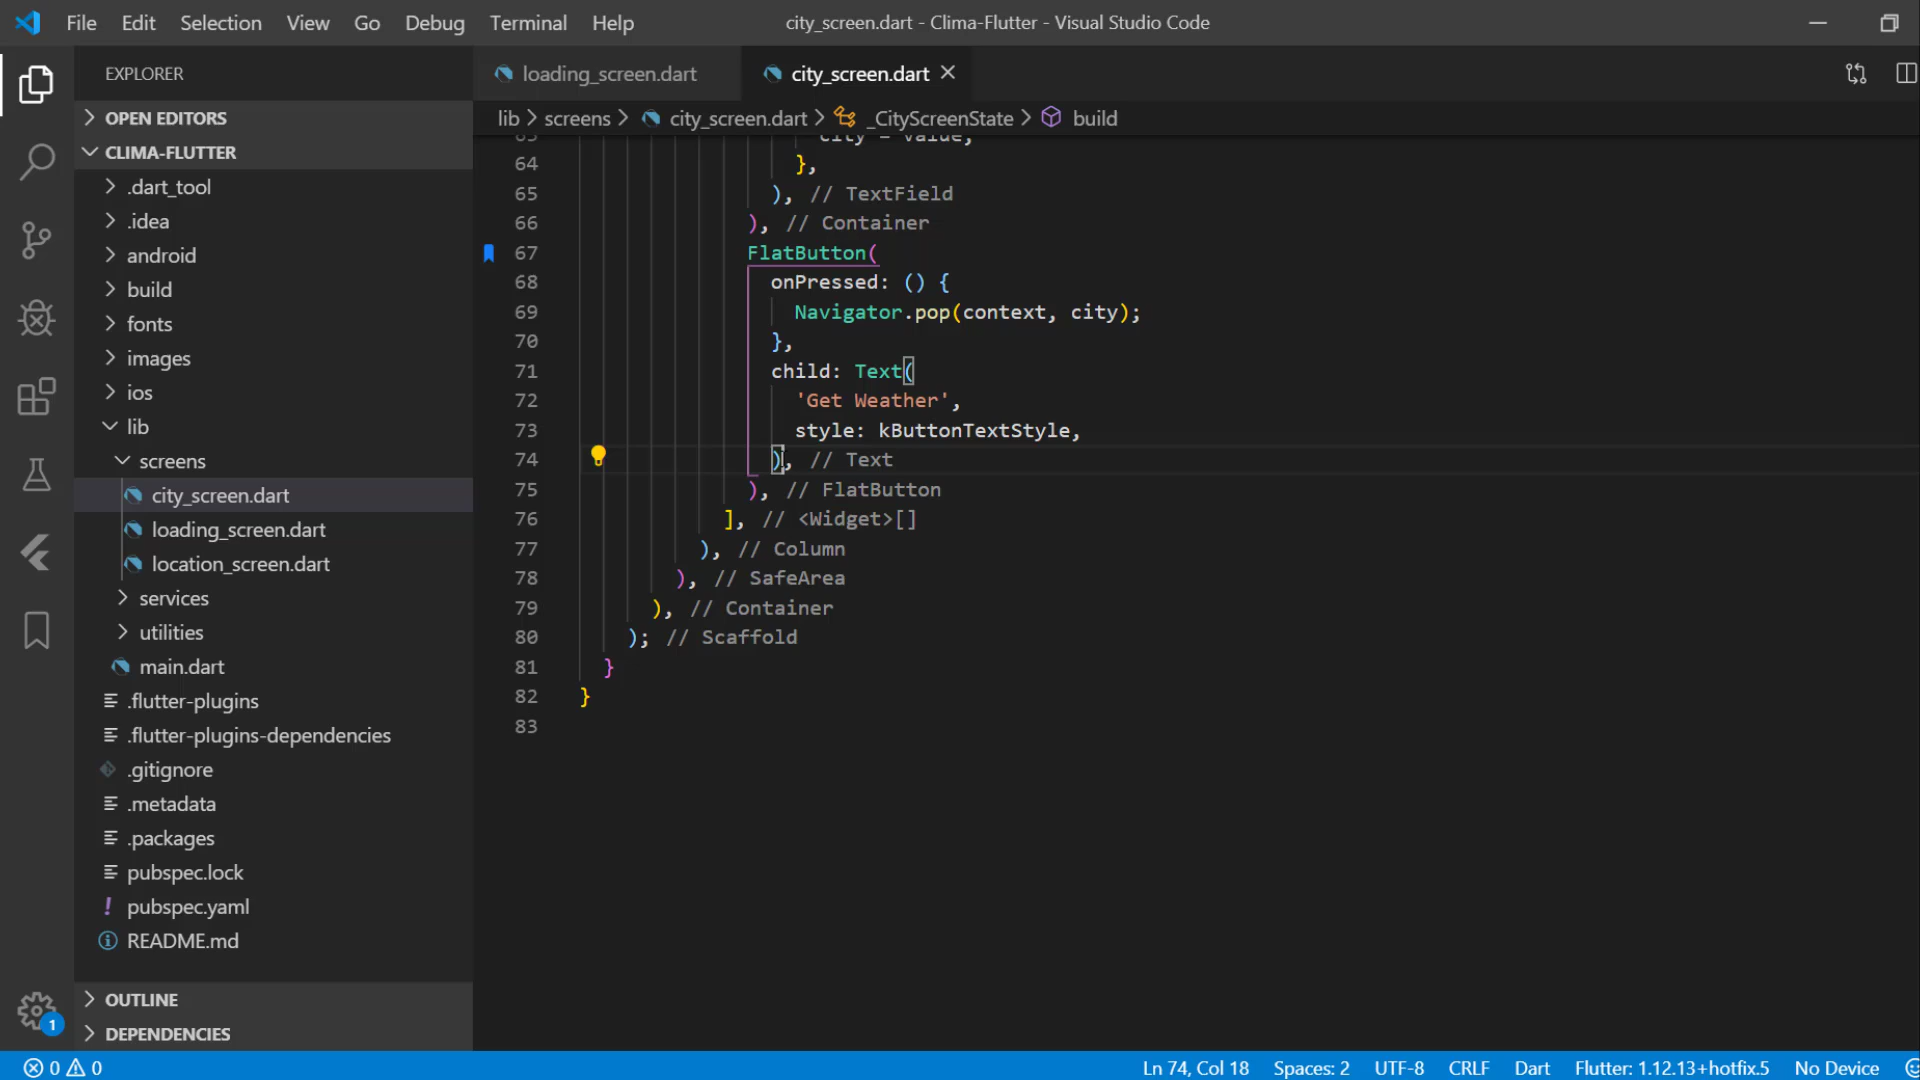 File Edit Selection View Go Debug Terminal Help
city_screen.dart - Clima-Flutter - Visual Studio Code
EXPLORER
OPEN EDITORS
CLIMA-FLUTTER
.dart_tool
.idea
android
build
fonts
images
ios
lib
screens
city_screen.dart
loading_screen.dart
location_screen.dart
services
utilities
main.dart
.flutter-plugins
.flutter-plugins-dependencies
.gitignore
.metadata
.packages
pubspec.lock
! pubspec.yaml
README.md
OUTLINE
DEPENDENCIES
1
loading_screen.dart
city_screen.dart
lib > screens > city_screen.dart > _CityScreenState > build
63 city = value;
64 },
65 ), // TextField
66 ), // Container
67 FlatButton(
68 onPressed: () {
69 Navigator.pop(context, city);
70 },
71 child: Text(
72 'Get Weather',
73 style: kButtonTextStyle,
74 ), // Text
75 ), // FlatButton
76 ], // <Widget>[]
77 ), // Column
78 ), // SafeArea
79 ), // Container
80 ); // Scaffold
81 }
82 }
83
0 0
Ln 74, Col 18 Spaces: 2 UTF-8 CRLF Dart Flutter: 1.12.13+hotfix.5 No Device